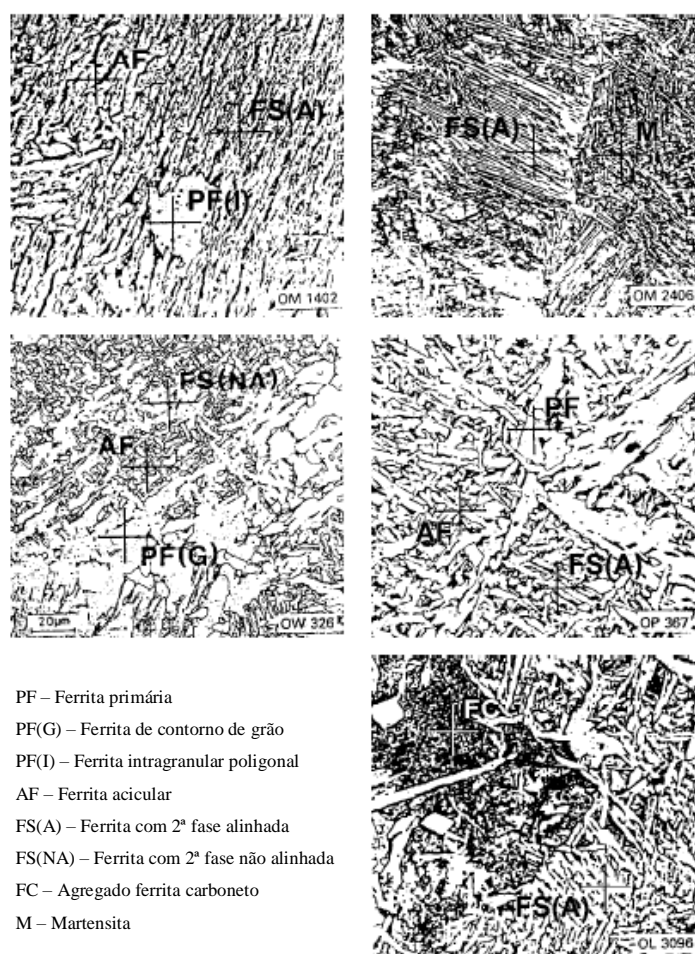 AF
FS(A)
PF(I)
OM 1402
FS(A)
M
OM 2406
FS(NA)
AF
PF(G)
20µm
OW 326
PF
AF
FS(A)
OP 367
PF – Ferrita primária
PF(G) – Ferrita de contorno de grão
PF(I) – Ferrita intragranular poligonal
AF – Ferrita acicular
FS(A) – Ferrita com 2ª fase alinhada
FS(NA) – Ferrita com 2ª fase não alinhada
FC – Agregado ferrita carboneto
M – Martensita
FC
FS(A)
OL 3096